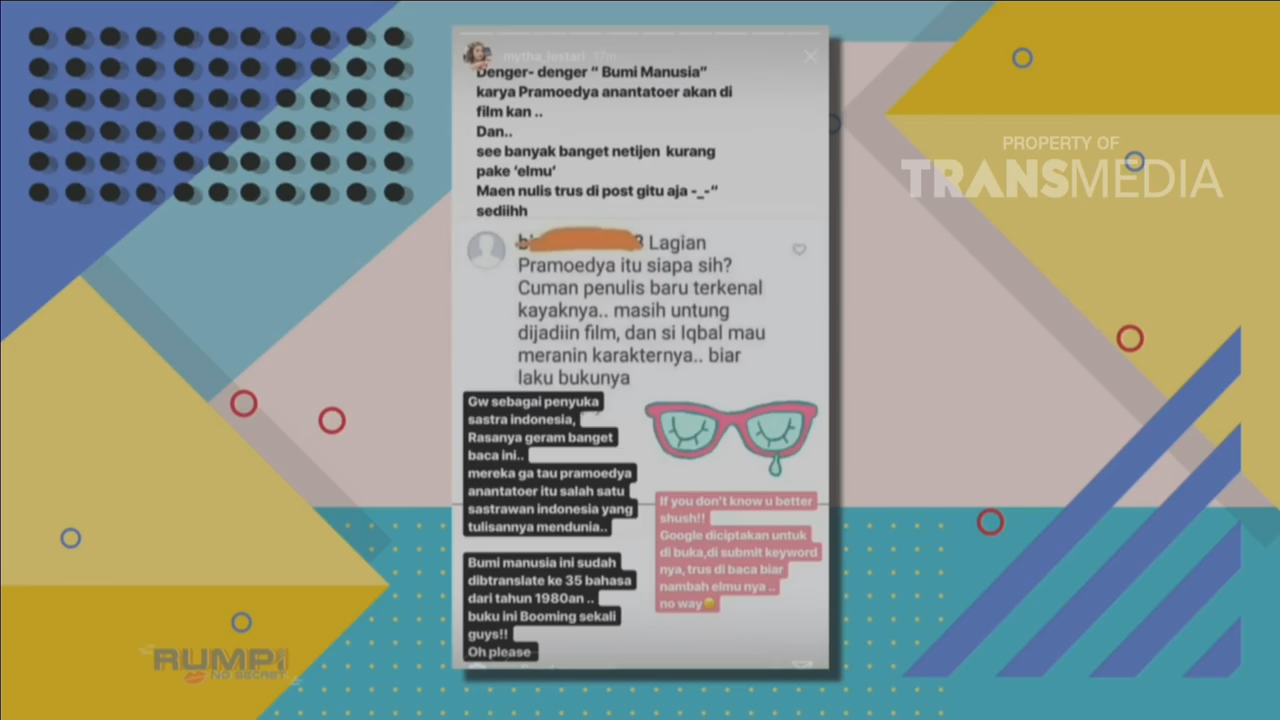 PROPERTY OF
TRANSMEDIA
mytha_lestari 17m
Denger- denger “ Bumi Manusia”
karya Pramoedya anantatoer akan di
film kan ..
Dan..
see banyak banget netijen kurang
pake ‘elmu’
Maen nulis trus di post gitu aja -_-“
sediihh
3 Lagian
Pramoedya itu siapa sih?
Cuman penulis baru terkenal
kayaknya.. masih untung
dijadiin film, dan si Iqbal mau
meranin karakternya.. biar
laku bukunya
Gw sebagai penyuka
sastra indonesia,
Rasanya geram banget
baca ini..
mereka ga tau pramoedya
anantatoer itu salah satu
sastrawan indonesia yang
tulisannya mendunia..
If you don't know u better
shush!!
Google diciptakan untuk
di buka,di submit keyword
nya, trus di baca biar
nambah elmu nya ..
no way
Bumi manusia ini sudah
dibtranslate ke 35 bahasa
dari tahun 1980an ..
buku ini Booming sekali
guys!!
Oh please
RUMPI
NO SECRET